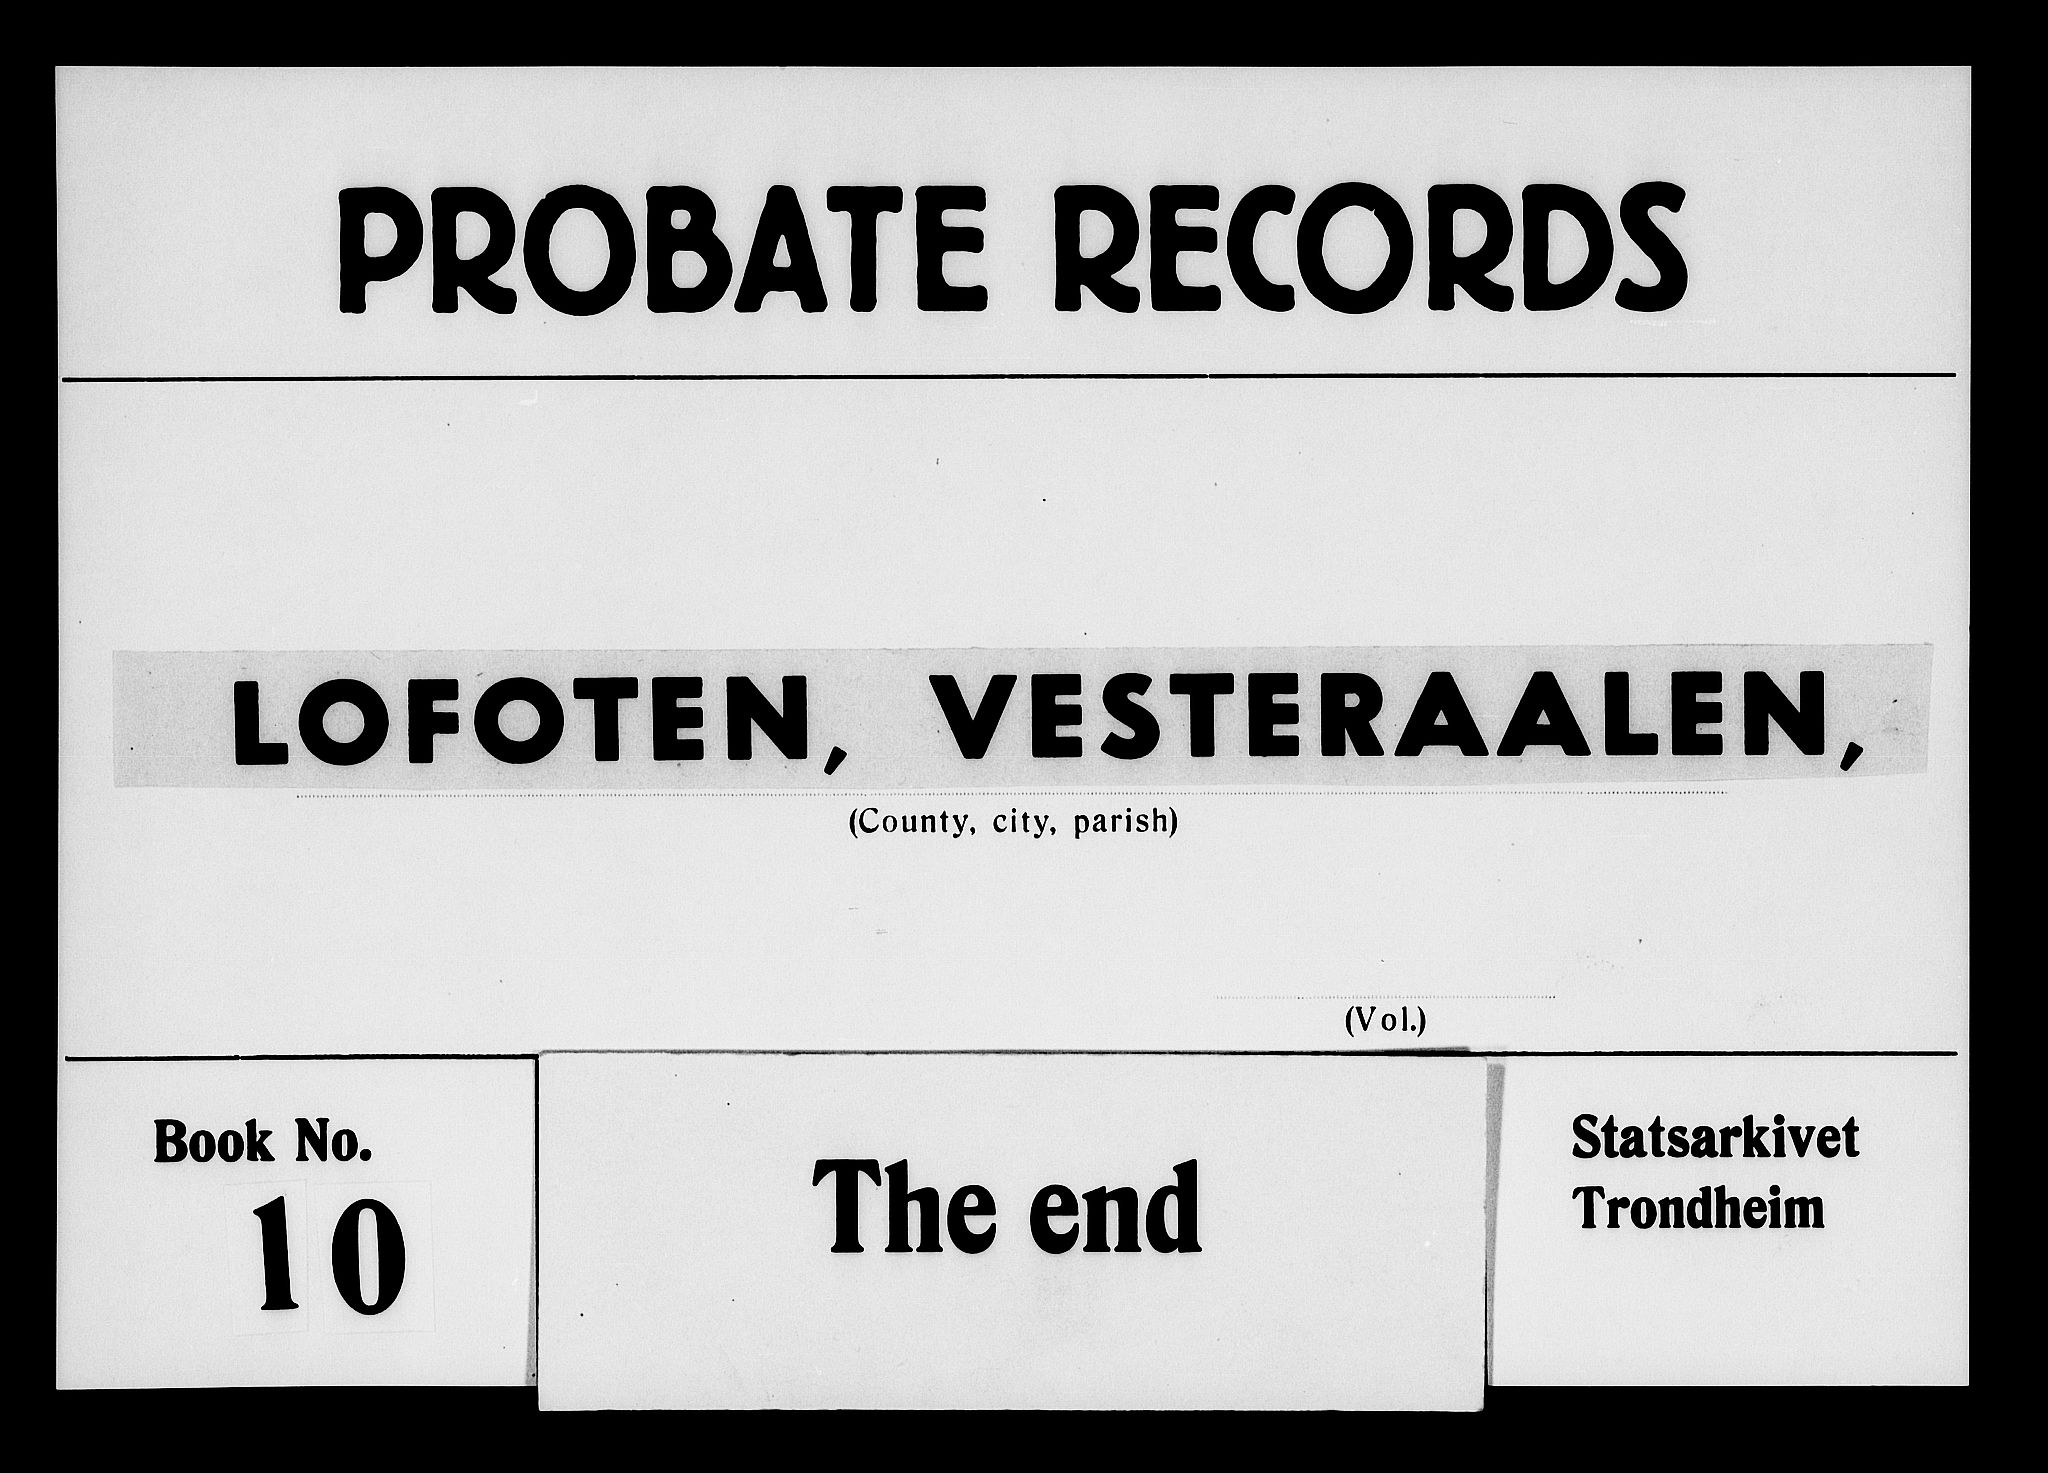 PROBATE RECORDS
LOFOTEN, VESTERAALEN,
(County, city, parish)
(Vol.)
Book No.
10
The end
Statsarkivet
Trondheim